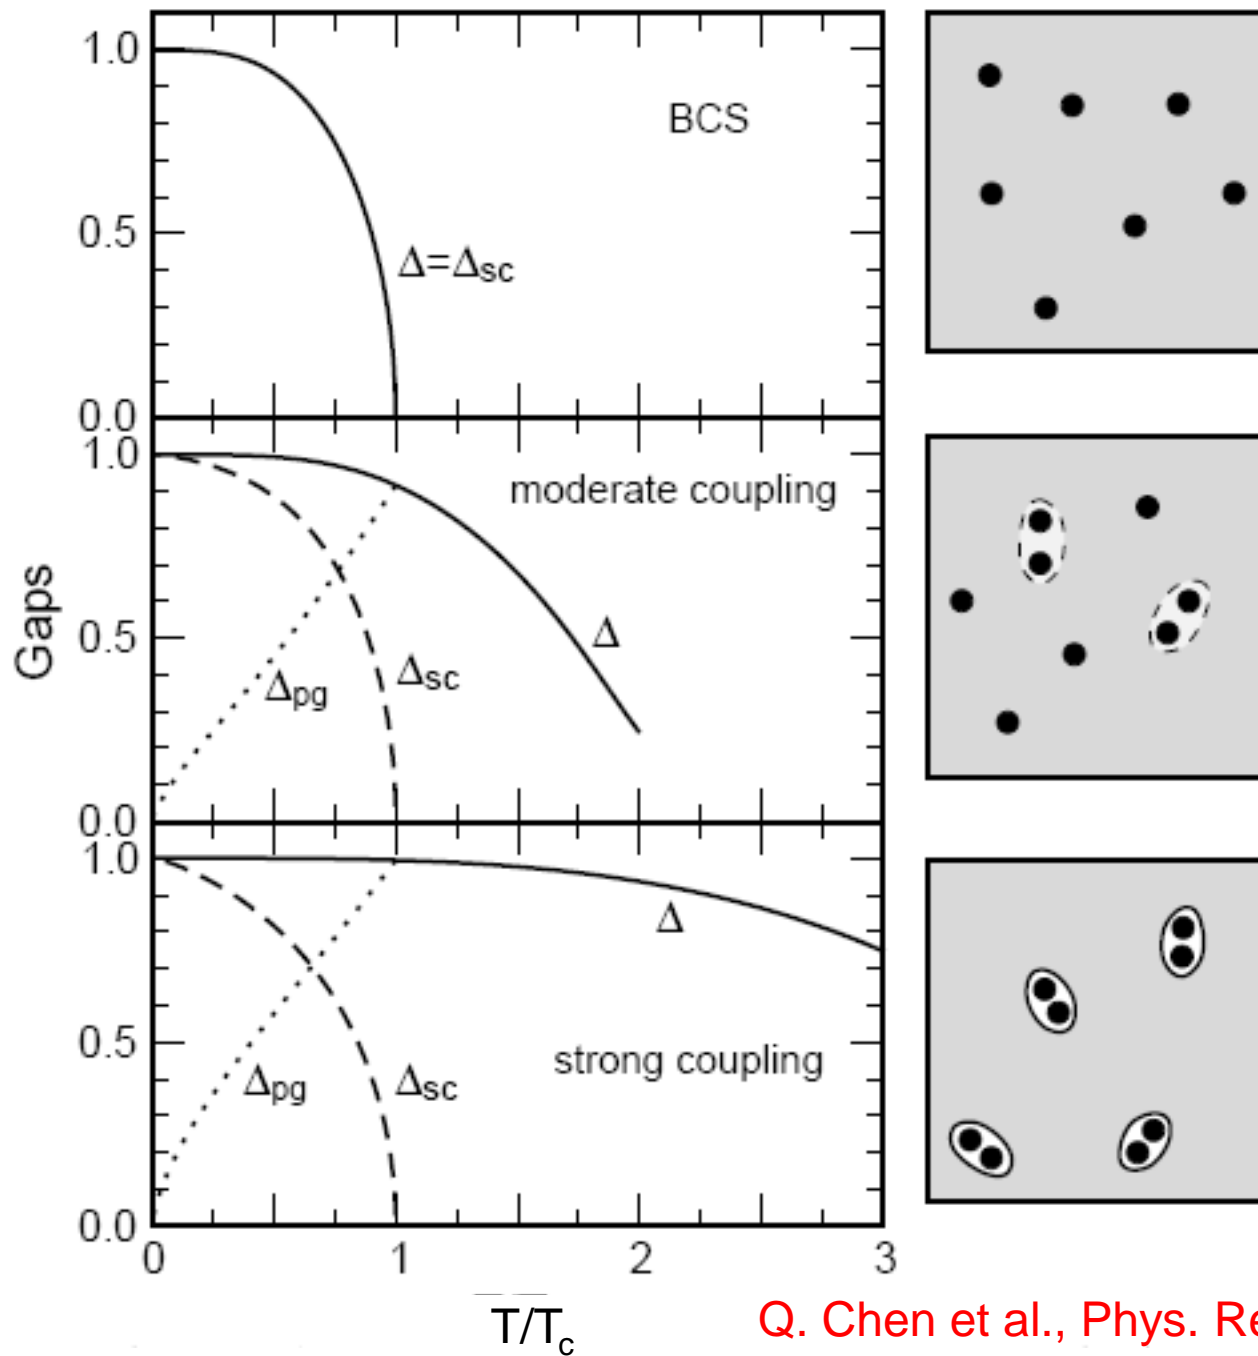 1.0
BCS
0.5
Δ=Δsc
0.0
1.0
moderate coupling
Gaps
0.5
Δ
Δsc
Δpg
0.0
1.0
Δ
0.5
strong coupling
Δpg
Δsc
0.0
0 1 2 3
T/Tc
Q. Chen et al., Phys. Re